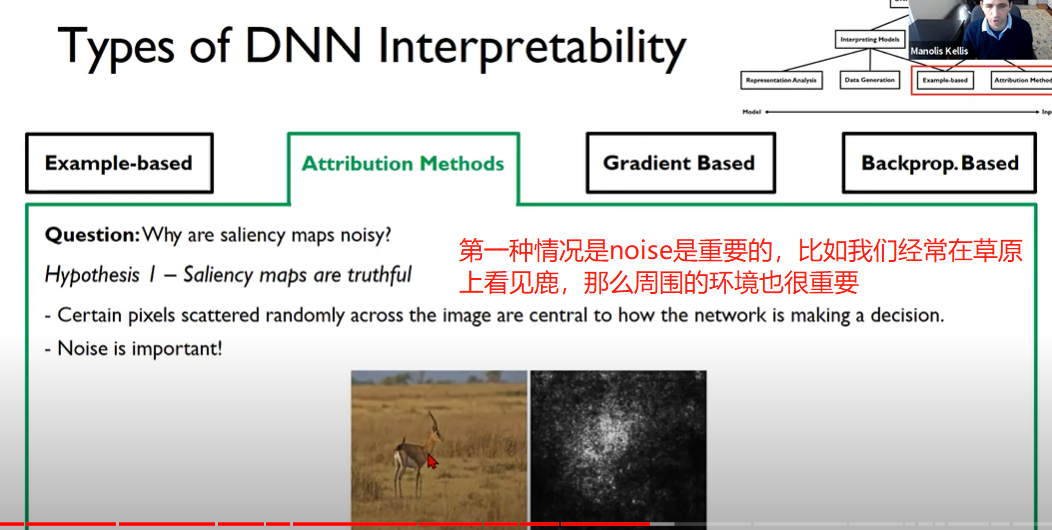 Types of DNN Interpretability
Interpreting Models
Manolis Kellis
Representation Analysis
Data Generation
Example-based
Attribution Method
Model
Example-based
Attribution Methods
Gradient Based
Backprop. Based
Question: Why are saliency maps noisy?
Hypothesis 1 – Saliency maps are truthful
第一种情况是noise是重要的，比如我们经常在草原
上看见鹿，那么周围的环境也很重要
- Certain pixels scattered randomly across the image are central to how the network is making a decision.
- Noise is important!